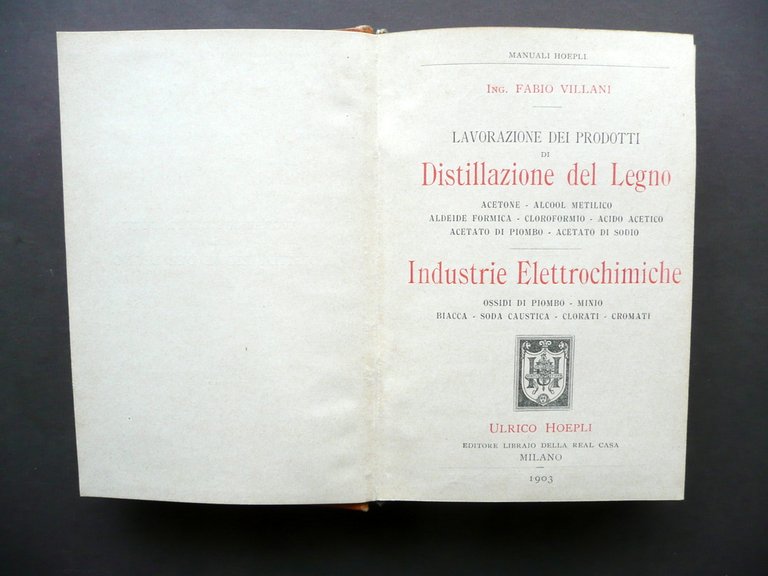 MANUALI HOEPLI
ING. FABIO VILLANI
LAVORAZIONE DEI PRODOTTI
DI
Distillazione del Legno
ACETONE - ALCOOL METILICO
ALDEIDE FORMICA - CLOROFORMIO - ACIDO ACETICO
ACETATO DI PIOMBO - ACETATO DI SODIO
Industrie Elettrochimiche
OSSIDI DI PIOMBO - MINIO
BIACCA - SODA CAUSTICA - CLORATI - CROMATI
ULRICO HOEPLI
EDITORE LIBRAIO DELLA REAL CASA
MILANO
1903